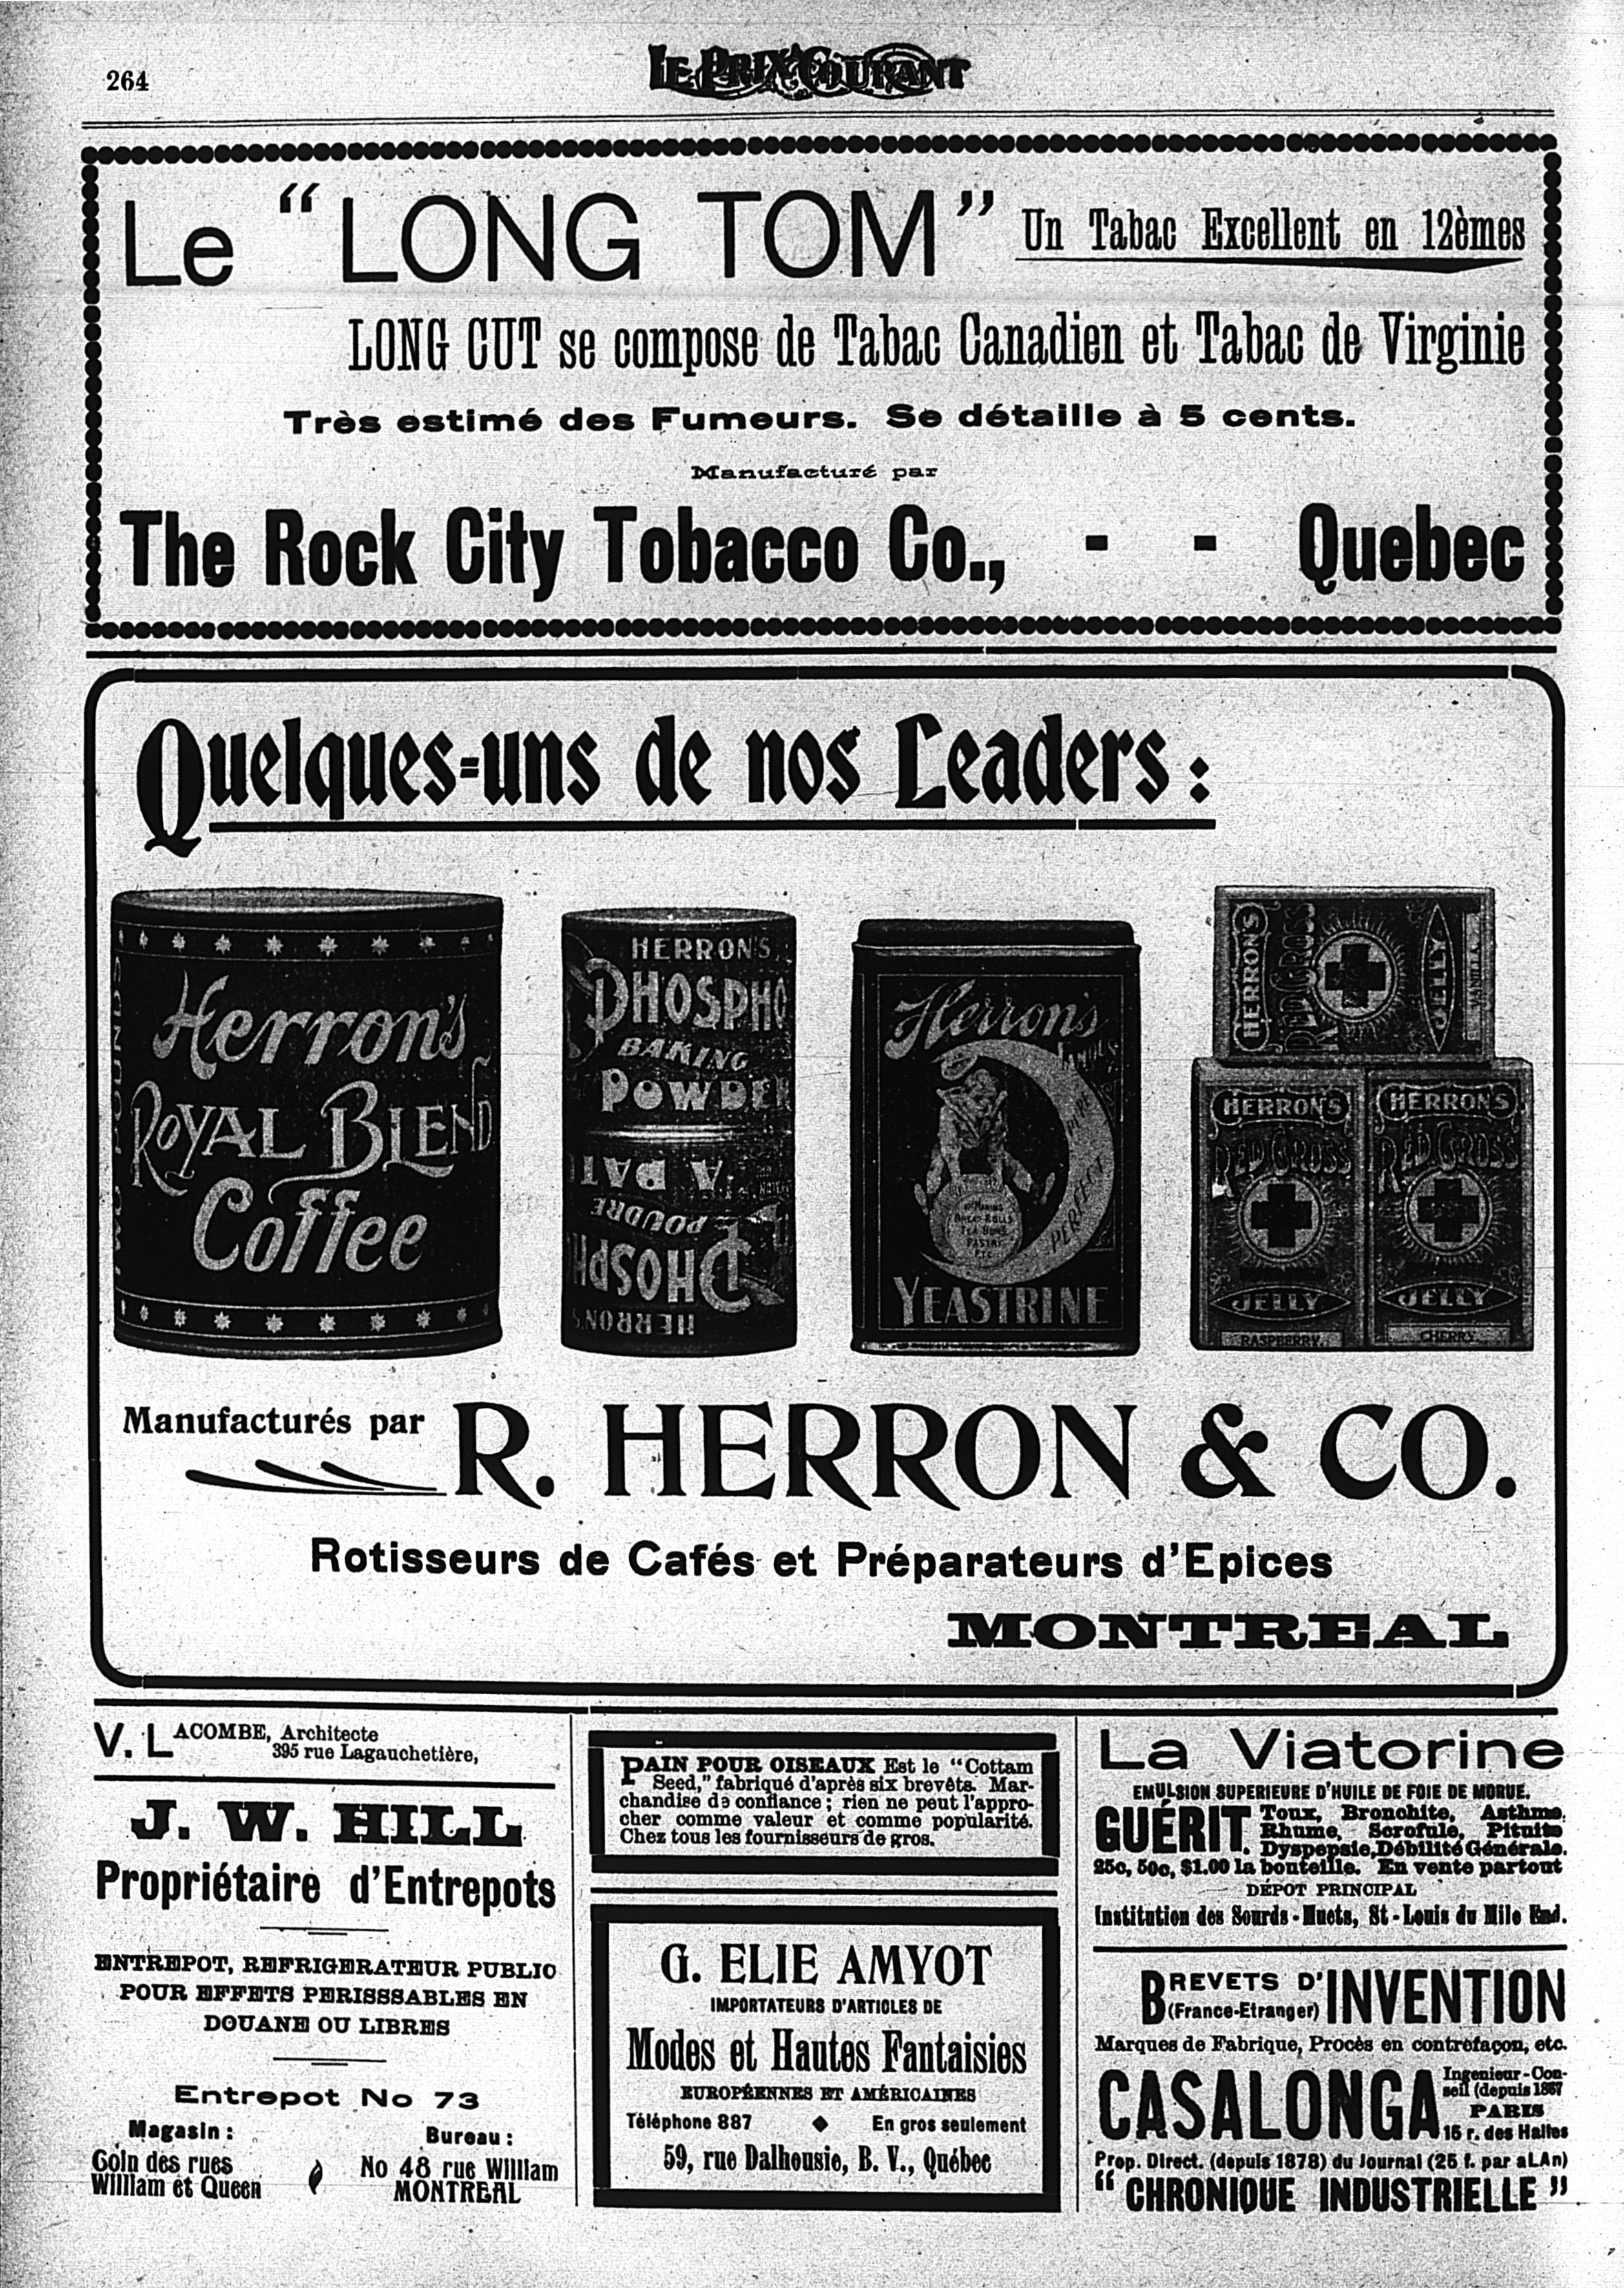 264
LE PRIX COURANT
Le "LONG TOM" Un Tabac Excellent en 12èmes
LONG CUT se compose de Tabac Canadien et Tabac de Virginie
Très estimé des Fumeurs. Se détaille à 5 cents.
Manufacturé par
The Rock City Tobacco Co., - - Quebec
Quelques-uns de nos Leaders:
Herron's
ROYAL BLEND
Coffee
TWO POUNDS
HERRON'S
PHOSPHO
BAKING
POWDER
POUDRE
PHOSPH
HERRON'S
Herron's
PERFECT
YEASTRINE
HERRON'S
RED CROSS
JELLY
HERRON'S
RED CROSS
JELLY
RASPBERRY
HERRON'S
RED CROSS
JELLY
CHERRY
Manufacturés par R. HERRON & CO.
Rotisseurs de Cafés et Préparateurs d'Epices
MONTREAL
V. LACOMBE, Architecte
395 rue Lagauchetière,
J. W. HILL
Propriétaire d'Entrepots
ENTREPOT, REFRIGERATEUR PUBLIC
POUR EFFETS PERISSSABLES EN
DOUANE OU LIBRES
Entrepot No 73
Magasin:
Coin des rues
William et Queen
Bureau:
No 48 rue William
MONTREAL
PAIN POUR OISEAUX Est le "Cottam
Seed," fabriqué d'après six brevêts. Mar-
chandise de confiance; rien ne peut l'appro-
cher comme valeur et comme popularité.
Chez tous les fournisseurs de gros.
G. ELIE AMYOT
IMPORTATEURS D'ARTICLES DE
Modes et Hautes Fantaisies
EUROPÉENNES ET AMÉRICAINES
Téléphone 887 ◆ En gros seulement
59, rue Dalhousie, B. V., Québec
La Viatorine
EMULSION SUPERIEURE D'HUILE DE FOIE DE MORUE.
GUÉRIT. Toux, Bronchite, Asthme,
Rhume, Scrofule, Pituite
Dyspepsie, Débilité Générale.
25c, 50c, $1.00 la bouteille. En vente partout
DÉPOT PRINCIPAL
Institution des Sourds-Muets, St-Louis du Mile End.
BREVETS D'INVENTION
(France-Etranger)
Marques de Fabrique, Procès en contrefaçon, etc.
CASALONGA Ingenieur-Con-
seil (depuis 1867
PARIS
15 r. des Halles
Prop. Direct. (depuis 1878) du Journal (25 f. par aLAn)
"CHRONIQUE INDUSTRIELLE"